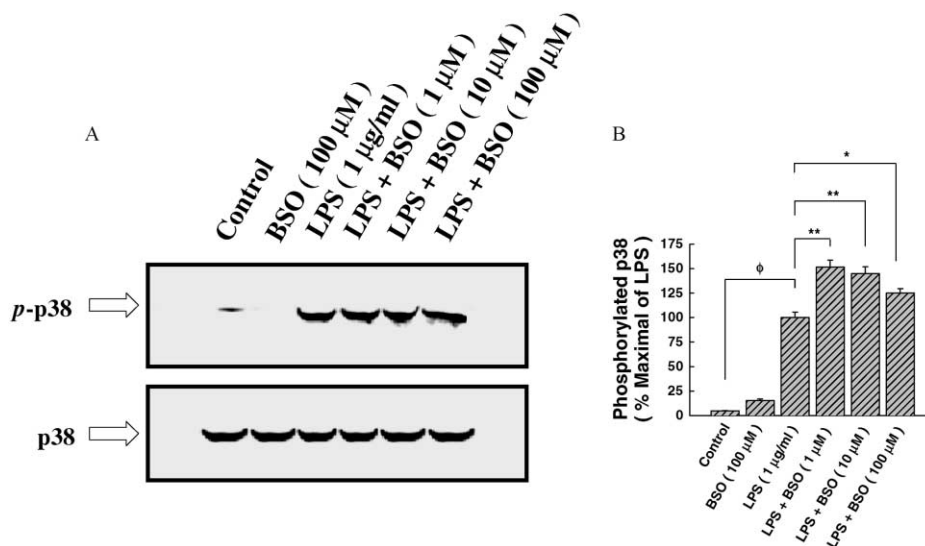 A
Control
BSO ( 100 µM )
LPS ( 1 µg/ml )
LPS + BSO ( 1 µM )
LPS + BSO ( 10 µM )
LPS + BSO ( 100 µM )
p-p38
p38
B
Phosphorylated p38
( % Maximal of LPS )
175
150
125
100
75
50
25
0
ϕ
**
**
*
Control
BSO ( 100 µM )
LPS ( 1 µg/ml )
LPS + BSO ( 1 µM )
LPS + BSO ( 10 µM )
LPS + BSO ( 100 µM )